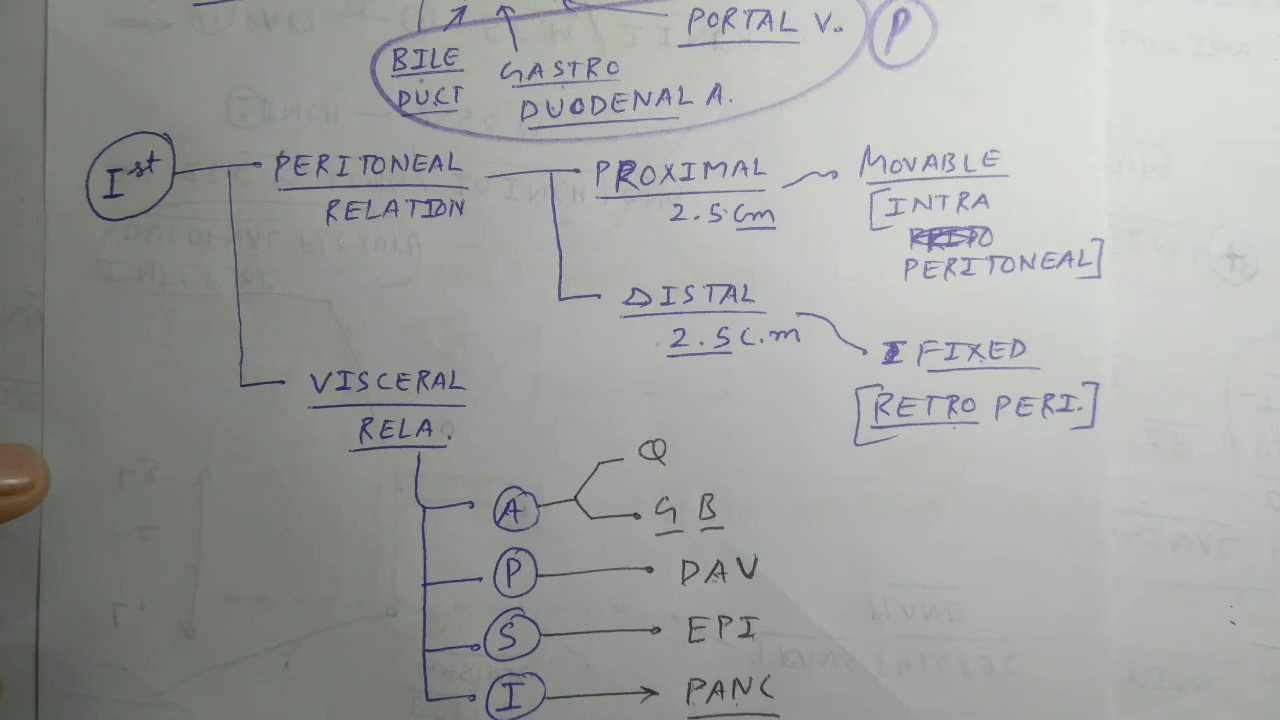 PORTAL V.
P
BILE
DUCT
GASTRO
DUODENAL A.
Ist
PERITONEAL
RELATION
PROXIMAL
2.5 cm
MOVABLE
[INTRA
PERITONEAL]
DISTAL
2.5 C.m
FIXED
[RETRO PERI.]
VISCERAL
RELA.
A
Q
G B
P
DAV
S
EPI
I
PANC